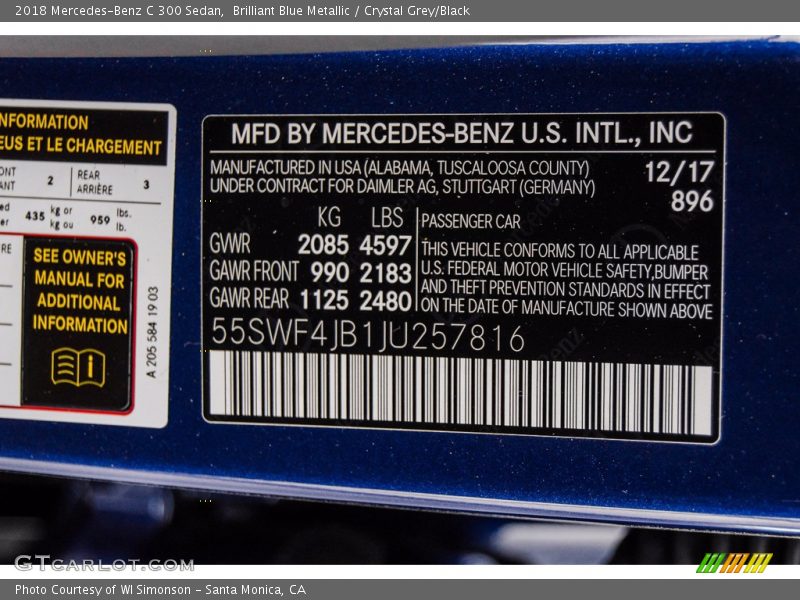 2018 Mercedes-Benz C 300 Sedan, Brilliant Blue Metallic / Crystal Grey/Black
NFORMATION
EUS ET LE CHARGEMENT
ONT
ANT
2
REAR
ARRIÈRE
3
435 kg or
kg ou
959 lbs.
lb.
SEE OWNER'S
MANUAL FOR
ADDITIONAL
INFORMATION
A 205 584 19 03
MFD BY MERCEDES-BENZ U.S. INTL., INC
MANUFACTURED IN USA (ALABAMA, TUSCALOOSA COUNTY)
UNDER CONTRACT FOR DAIMLER AG, STUTTGART (GERMANY)
12/17
896
KG LBS
GWR 2085 4597
GAWR FRONT 990 2183
GAWR REAR 1125 2480
PASSENGER CAR
THIS VEHICLE CONFORMS TO ALL APPLICABLE
U.S. FEDERAL MOTOR VEHICLE SAFETY,BUMPER
AND THEFT PREVENTION STANDARDS IN EFFECT
ON THE DATE OF MANUFACTURE SHOWN ABOVE
55SWF4JB1JU257816
GTCarLot.com
Photo Courtesy of WI Simonson - Santa Monica, CA